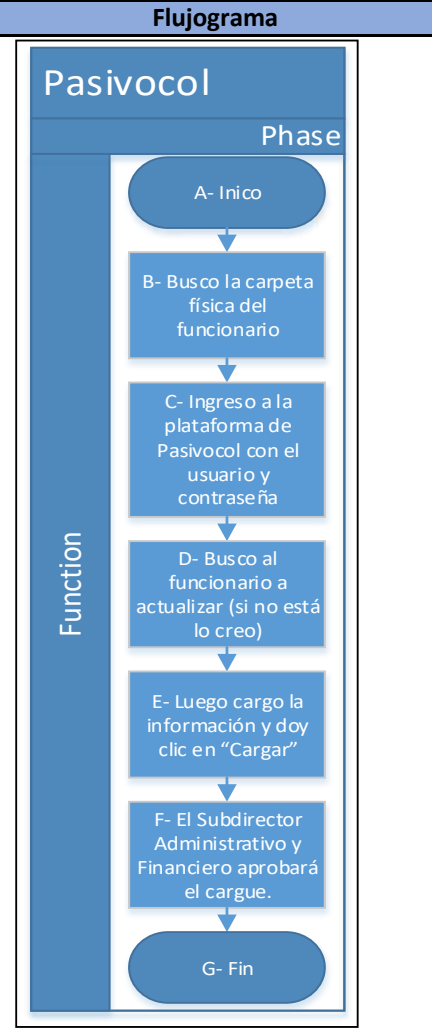 Flujograma
Pasivocol
Phase
Function
A- Inico
B- Busco la carpeta
física del
funcionario
C- Ingreso a la
plataforma de
Pasivocol con el
usuario y
contraseña
D- Busco al
funcionario a
actualizar (si no está
lo creo)
E- Luego cargo la
información y doy
clic en “Cargar”
F- El Subdirector
Administrativo y
Financiero aprobará
el cargue.
G- Fin